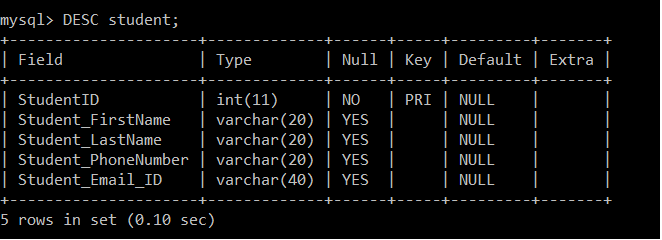 mysql> DESC student;
+---------------------+-------------+------+-----+---------+-------+
| Field               | Type        | Null | Key | Default | Extra |
+---------------------+-------------+------+-----+---------+-------+
| StudentID           | int(11)     | NO   | PRI | NULL    |       |
| Student_FirstName   | varchar(20) | YES  |     | NULL    |       |
| Student_LastName    | varchar(20) | YES  |     | NULL    |       |
| Student_PhoneNumber | varchar(20) | YES  |     | NULL    |       |
| Student_Email_ID    | varchar(40) | YES  |     | NULL    |       |
+---------------------+-------------+------+-----+---------+-------+
5 rows in set (0.10 sec)